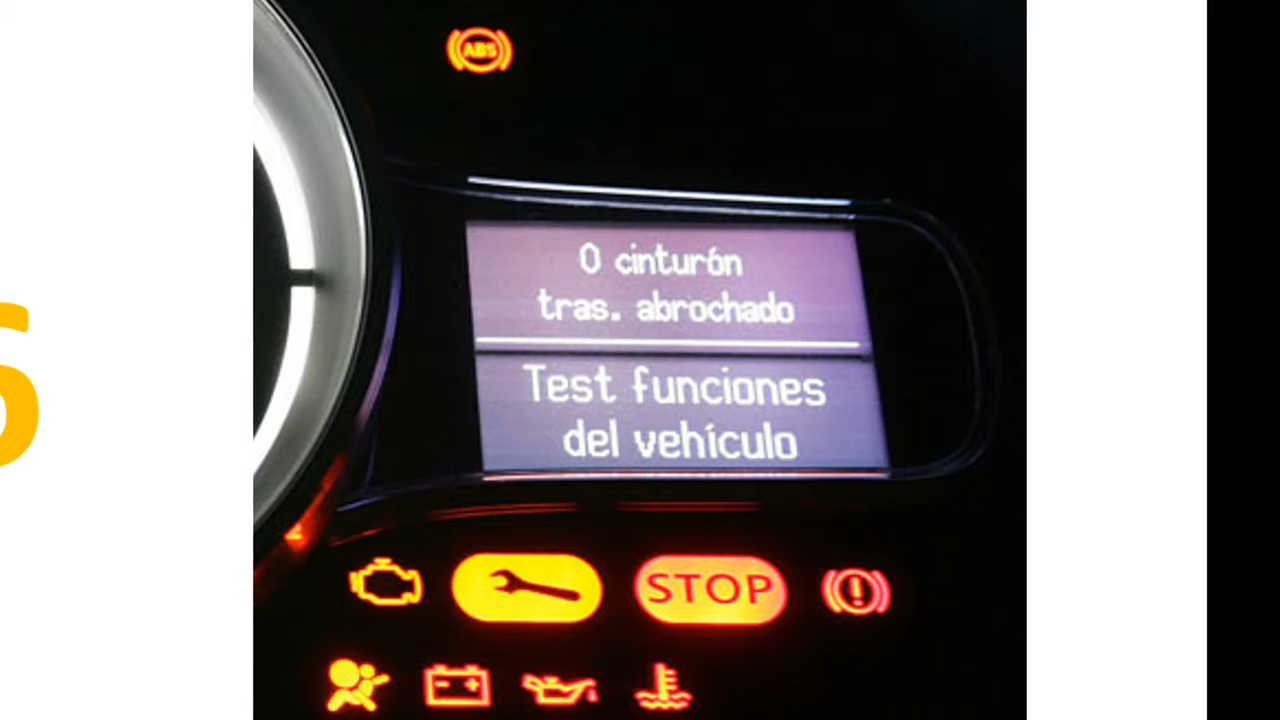 ABS
0 cinturón
tras. abrochado
Test funciones
del vehículo
STOP